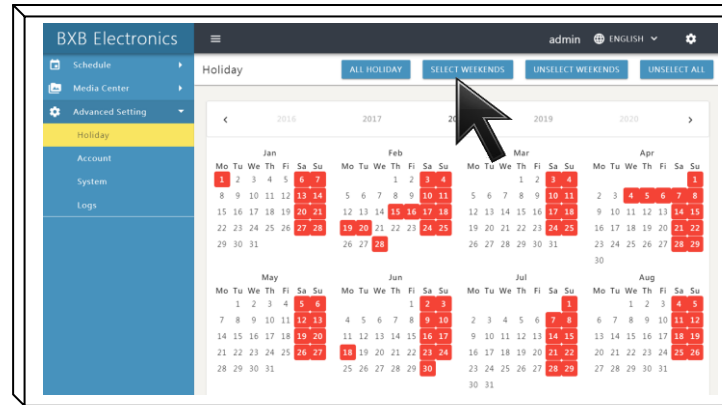 BXB Electronics
admin ENGLISH
Schedule
Media Center
Advanced Setting
Holiday
Account
System
Logs
Holiday ALL HOLIDAY SELECT WEEKENDS UNSELECT WEEKENDS UNSELECT ALL
2016 2017 2019 2020
Jan Feb Mar Apr
Mo Tu We Th Fi Sa Su Mo Tu We Th Fi Sa Su Mo Tu We Th Fi Sa Su Mo Tu We Th Fi Sa Su
1 2 3 4 5 6 7 1 2 3 4 1 2 3 4 1
8 9 10 11 12 13 14 5 6 7 8 9 10 11 5 6 7 8 9 10 11 2 3 4 5 6 7 8
15 16 17 18 19 20 21 12 13 14 15 16 17 18 12 13 14 15 16 17 18 9 10 11 12 13 14 15
22 23 24 25 26 27 28 19 20 21 22 23 24 25 19 20 21 22 23 24 25 16 17 18 19 20 21 22
29 30 31 26 27 28 26 27 28 29 30 31 23 24 25 26 27 28 29
30
May Jun Jul Aug
Mo Tu We Th Fi Sa Su Mo Tu We Th Fi Sa Su Mo Tu We Th Fi Sa Su Mo Tu We Th Fi Sa Su
1 2 3 4 5 6 1 2 3 1 1 2 3 4 5
7 8 9 10 11 12 13 4 5 6 7 8 9 10 2 3 4 5 6 7 8 6 7 8 9 10 11 12
14 15 16 17 18 19 20 11 12 13 14 15 16 17 9 10 11 12 13 14 15 13 14 15 16 17 18 19
21 22 23 24 25 26 27 18 19 20 21 22 23 24 16 17 18 19 20 21 22 20 21 22 23 24 25 26
28 29 30 31 25 26 27 28 29 30 23 24 25 26 27 28 29 27 28 29 30 31
30 31